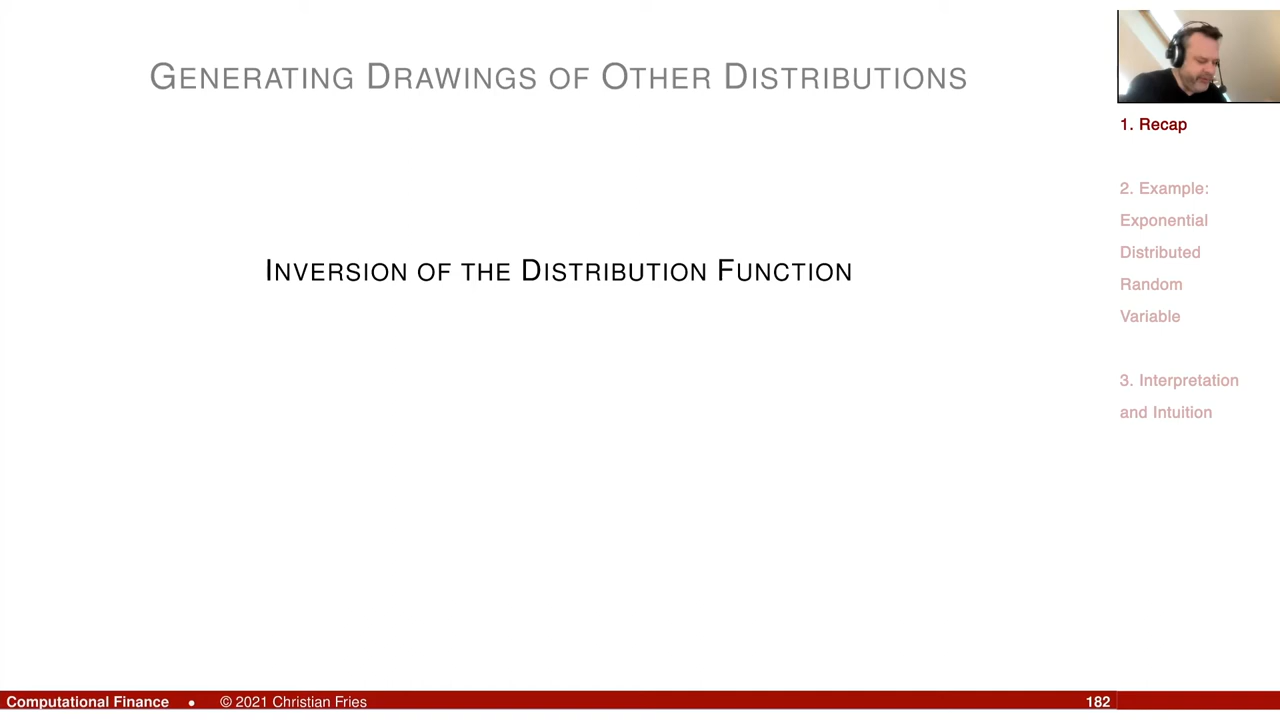 GENERATING DRAWINGS OF OTHER DISTRIBUTIONS
INVERSION OF THE DISTRIBUTION FUNCTION
1. Recap
2. Example:
Exponential
Distributed
Random
Variable
3. Interpretation
and Intuition
Computational Finance • © 2021 Christian Fries 182